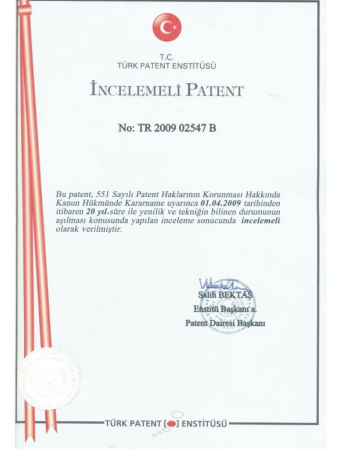 T.C.
TÜRK PATENT ENSTİTÜSÜ
İNCELEMELİ PATENT
No: TR 2009 02547 B
Bu patent, 551 Sayılı Patent Haklarının Korunması Hakkında
Kanun Hükmünde Kararname uyarınca 01.04.2009 tarihinden
itibaren 20 yıl süre ile yenilik ve tekniğin bilinen durumunun
aşılması konusunda yapılan inceleme sonucunda incelemeli
olarak verilmiştir.
Salih BEKTAŞ
Enstitü Başkanı a.
Patent Dairesi Başkanı
TÜRK PATENT [ ] ENSTİTÜSÜ